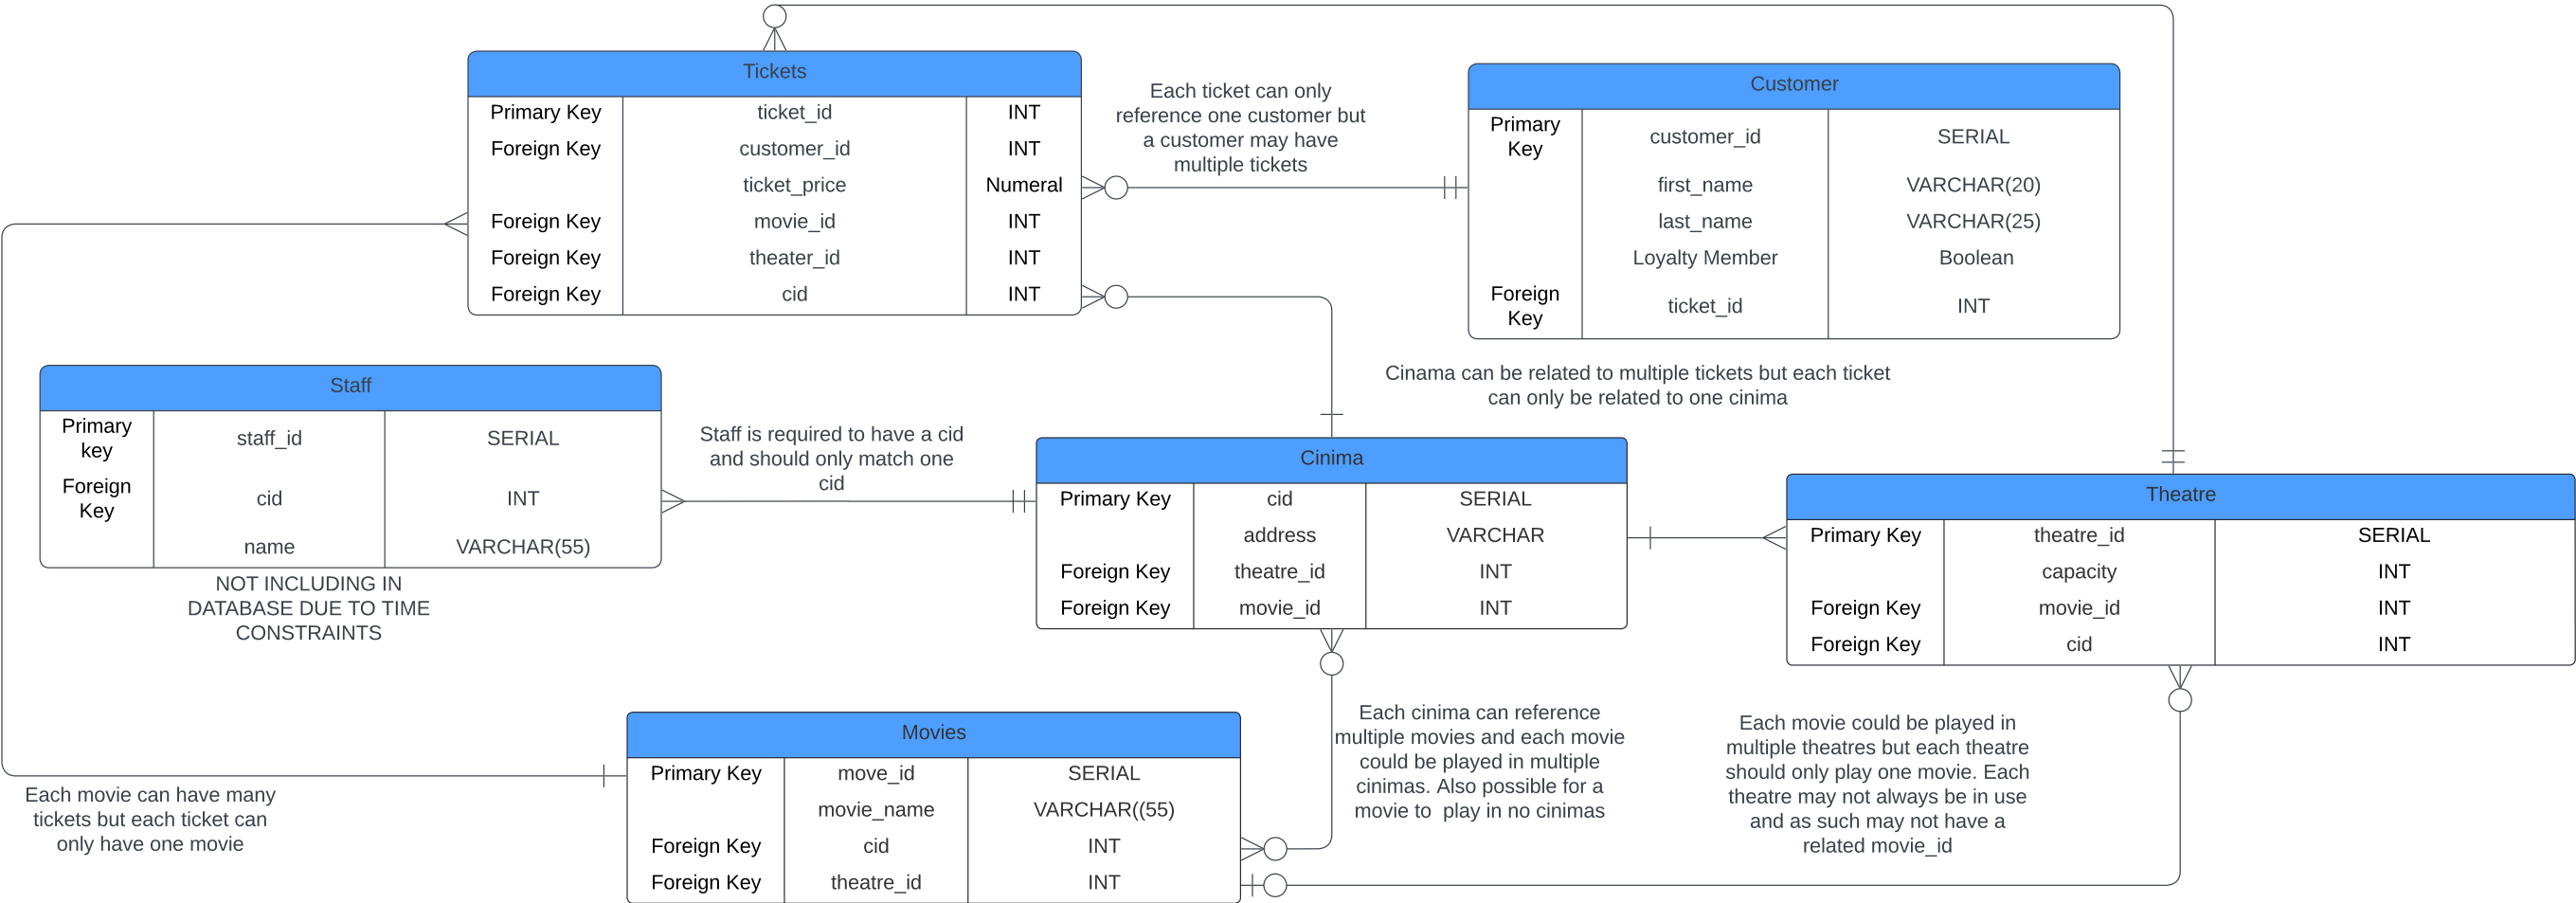 Tickets
Primary Key ticket_id INT
Foreign Key customer_id INT
ticket_price Numeral
Foreign Key movie_id INT
Foreign Key theater_id INT
Foreign Key cid INT
Each ticket can only
reference one customer but
a customer may have
multiple tickets
Customer
Primary
Key
customer_id SERIAL
first_name VARCHAR(20)
last_name VARCHAR(25)
Loyalty Member Boolean
Foreign
Key
ticket_id INT
Cinama can be related to multiple tickets but each ticket
can only be related to one cinima
Staff
Primary
key
staff_id SERIAL
Foreign
Key
cid INT
name VARCHAR(55)
NOT INCLUDING IN
DATABASE DUE TO TIME
CONSTRAINTS
Staff is required to have a cid
and should only match one
cid
Cinima
Primary Key cid SERIAL
address VARCHAR
Foreign Key theatre_id INT
Foreign Key movie_id INT
Theatre
Primary Key theatre_id SERIAL
capacity INT
Foreign Key movie_id INT
Foreign Key cid INT
Movies
Primary Key move_id SERIAL
movie_name VARCHAR((55)
Foreign Key cid INT
Foreign Key theatre_id INT
Each cinima can reference
multiple movies and each movie
could be played in multiple
cinimas. Also possible for a
movie to  play in no cinimas
Each movie could be played in
multiple theatres but each theatre
should only play one movie. Each
theatre may not always be in use
and as such may not have a
related movie_id
Each movie can have many
tickets but each ticket can
only have one movie